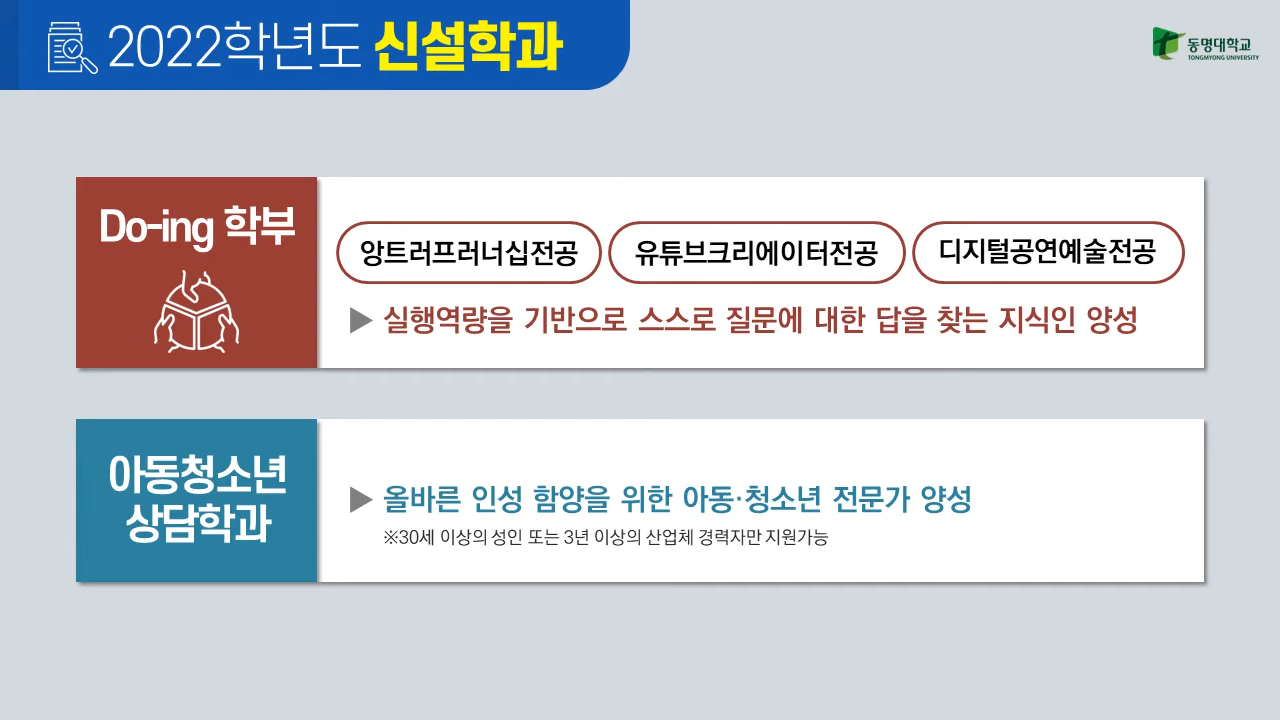 2022학년도 신설학과
동명대학교
TONGMYONG UNIVERSITY
Do-ing 학부
앙트러프러너십전공
유튜브크리에이터전공
디지털공연예술전공
▶ 실행역량을 기반으로 스스로 질문에 대한 답을 찾는 지식인 양성
아동청소년
상담학과
▶ 올바른 인성 함양을 위한 아동·청소년 전문가 양성
※30세 이상의 성인 또는 3년 이상의 산업체 경력자만 지원가능